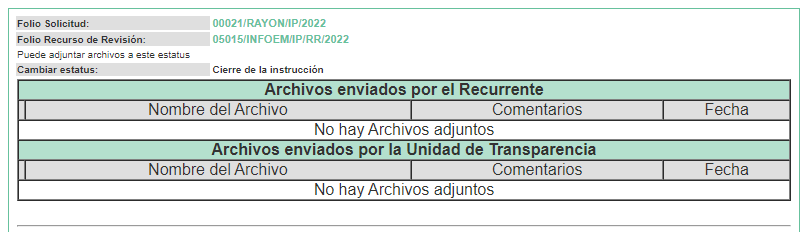 Folio Solicitud: 00021/RAYON/IP/2022
Folio Recurso de Revisión: 05015/INFOEM/IP/RR/2022
Puede adjuntar archivos a este estatus
Cambiar estatus: Cierre de la instrucción
Archivos enviados por el Recurrente
Nombre del Archivo Comentarios Fecha
No hay Archivos adjuntos
Archivos enviados por la Unidad de Transparencia
Nombre del Archivo Comentarios Fecha
No hay Archivos adjuntos